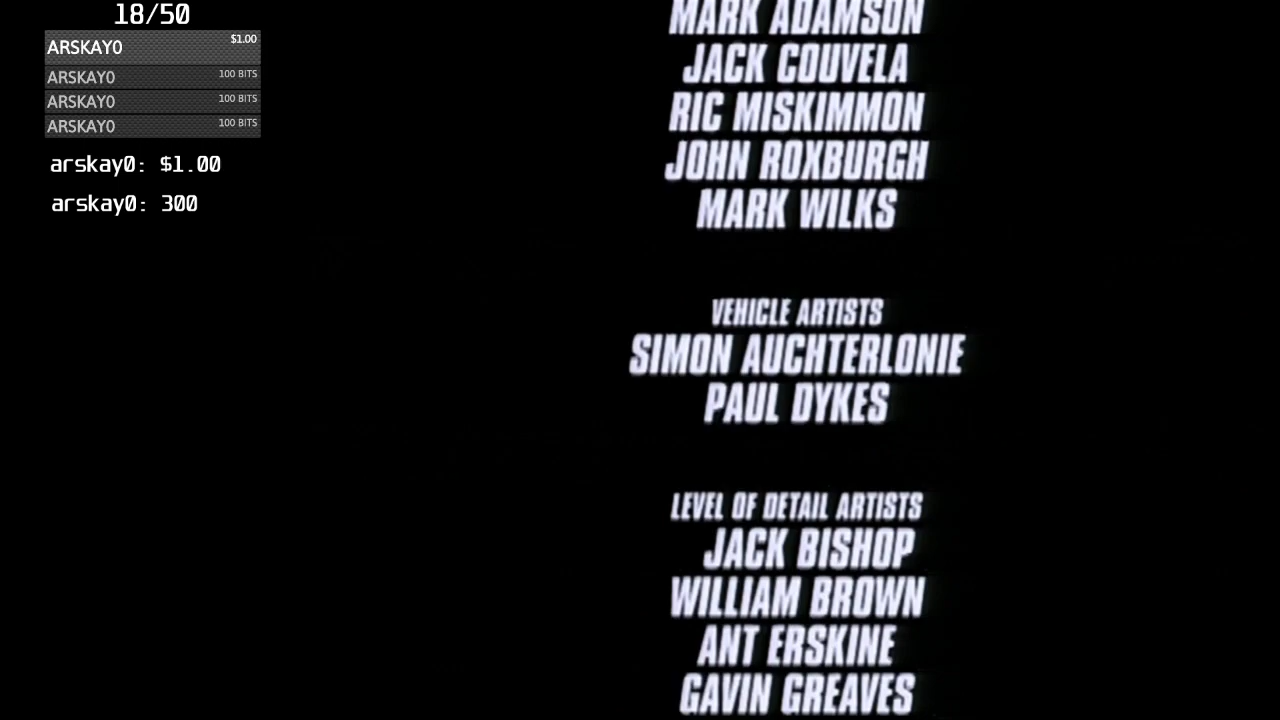 18/50
ARSKAY0 $1.00
ARSKAY0 100 BITS
ARSKAY0 100 BITS
ARSKAY0 100 BITS
arskay0: $1.00
arskay0: 300
MARK ADAMSON
JACK COUVELA
RIC MISKIMMON
JOHN ROXBURGH
MARK WILKS
VEHICLE ARTISTS
SIMON AUCHTERLONIE
PAUL DYKES
LEVEL OF DETAIL ARTISTS
JACK BISHOP
WILLIAM BROWN
ANT ERSKINE
GAVIN GREAVES